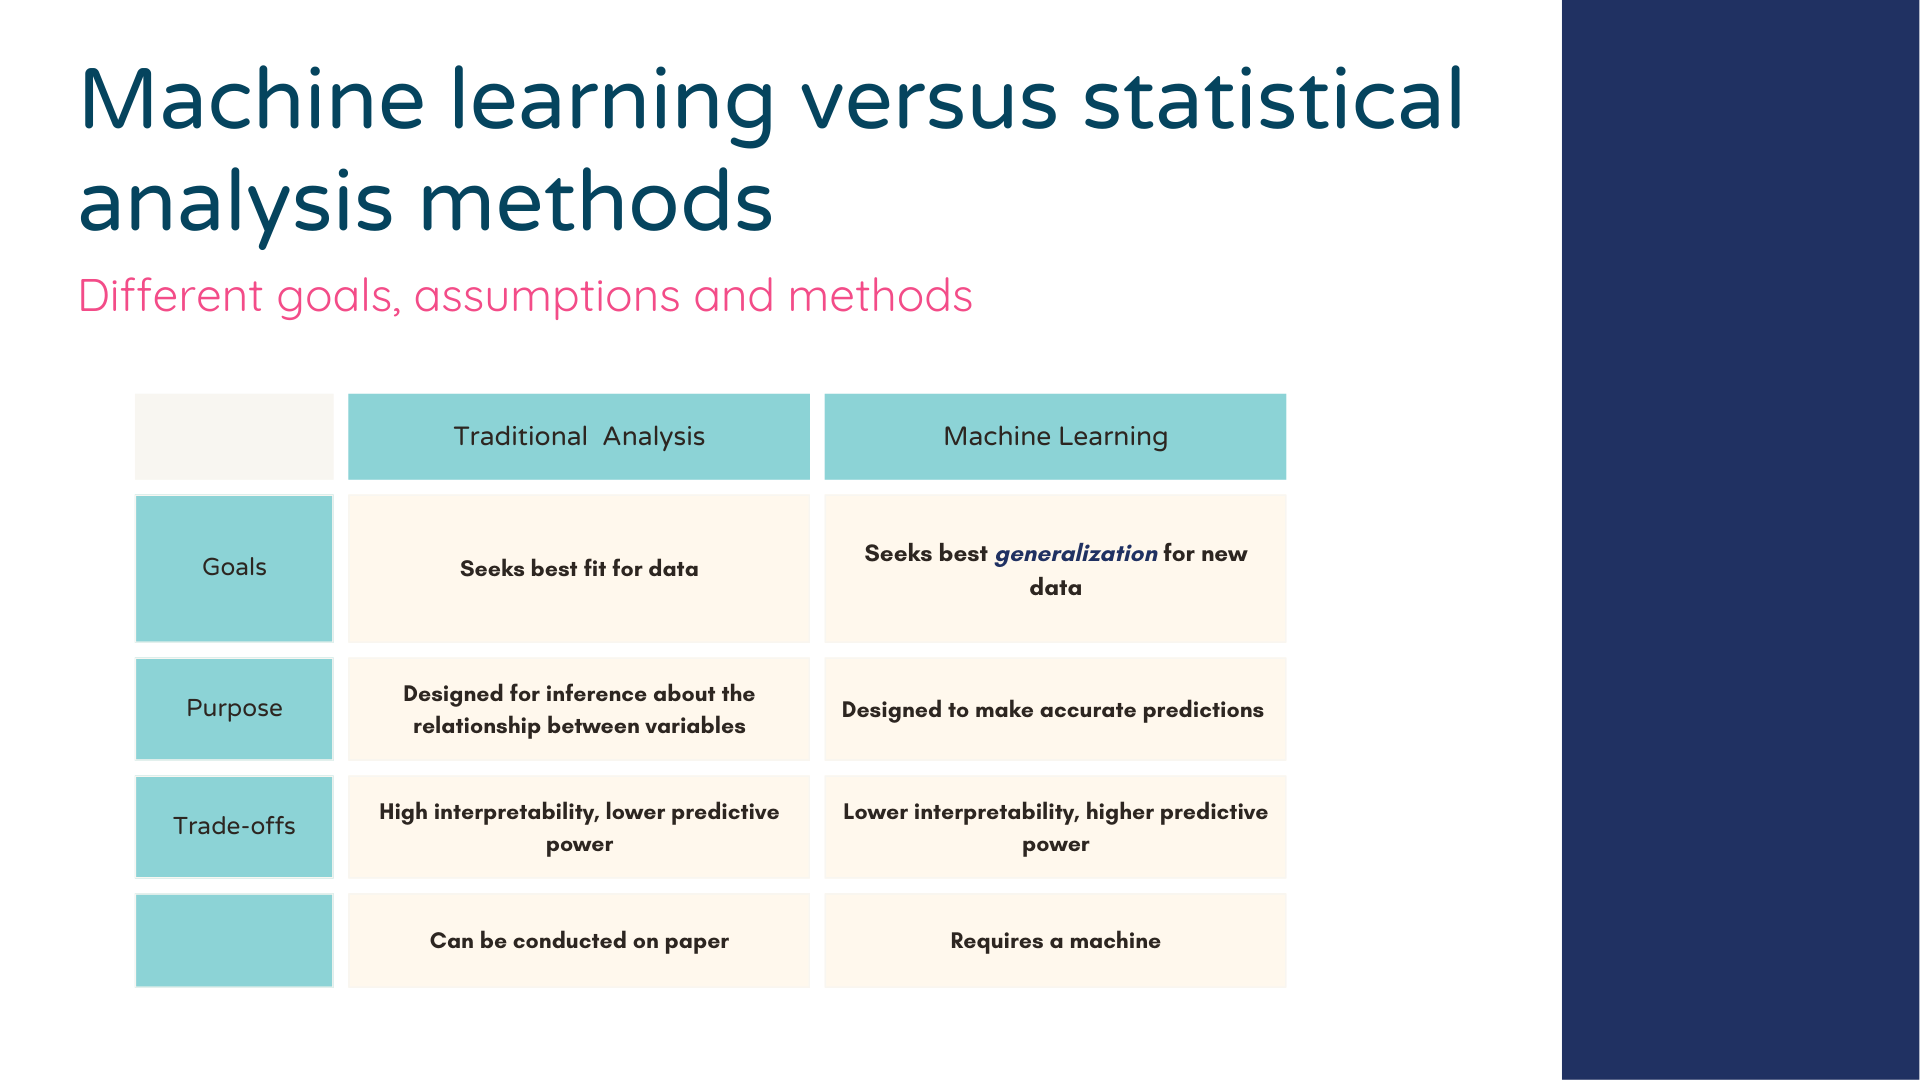 Machine learning versus statistical
analysis methods
Different goals, assumptions and methods
Traditional  Analysis
Machine Learning
Goals
Seeks best fit for data
Seeks best generalization for new
data
Purpose
Designed for inference about the
relationship between variables
Designed to make accurate predictions
Trade-offs
High interpretability, lower predictive
power
Lower interpretability, higher predictive
power
Can be conducted on paper
Requires a machine